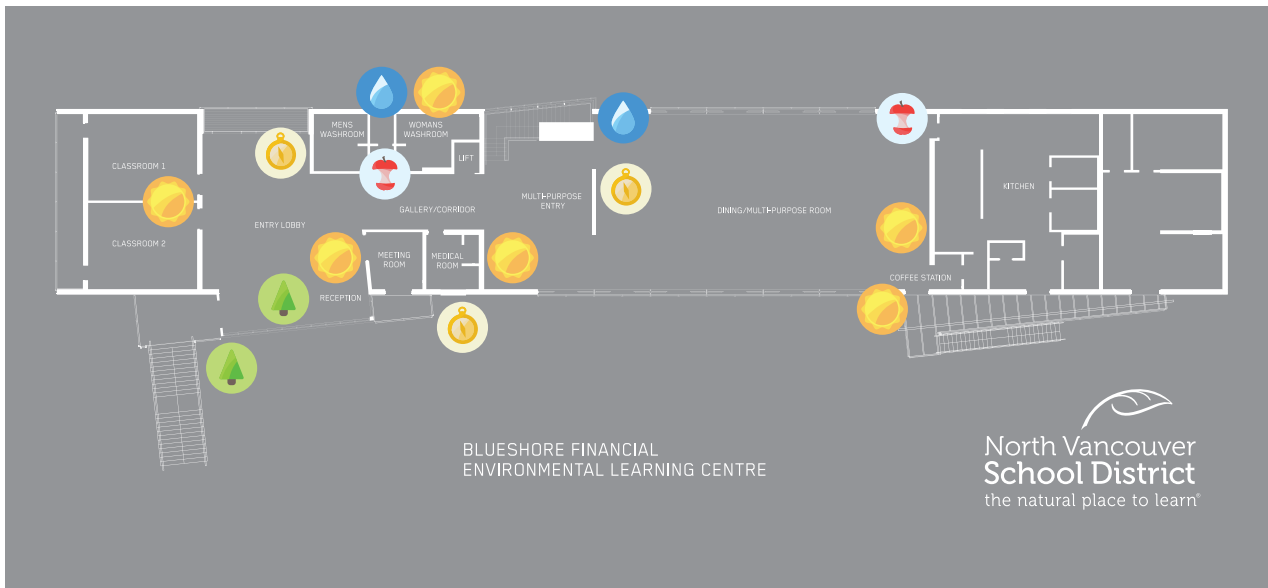 MENS
WASHROOM
WOMANS
WASHROOM
LIFT
CLASSROOM 1
KITCHEN
MULTI-PURPOSE
ENTRY
GALLERY/CORRIDOR
DINING/MULTI-PURPOSE ROOM
ENTRY LOBBY
CLASSROOM 2
MEETING
ROOM
MEDICAL
ROOM
COFFEE STATION
RECEPTION
BLUESHORE FINANCIAL
ENVIRONMENTAL LEARNING CENTRE
North Vancouver
School District
the natural place to learn®